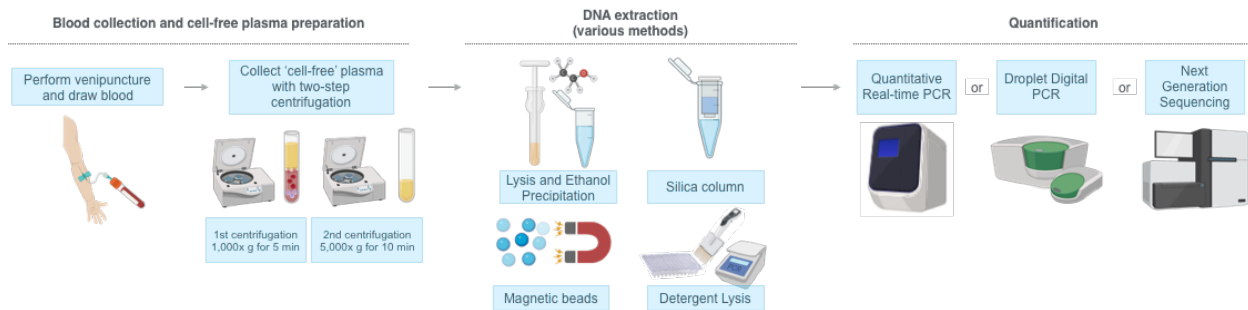 Blood collection and cell-free plasma preparation
DNA extraction
(various methods)
Quantification
Perform venipuncture
and draw blood
Collect ‘cell-free’ plasma
with two-step
centrifugation
1st centrifugation
1,000x g for 5 min
2nd centrifugation
5,000x g for 10 min
Lysis and Ethanol
Precipitation
Silica column
Magnetic beads
Detergent Lysis
Quantitative
Real-time PCR
or
Droplet Digital
PCR
or
Next
Generation
Sequencing